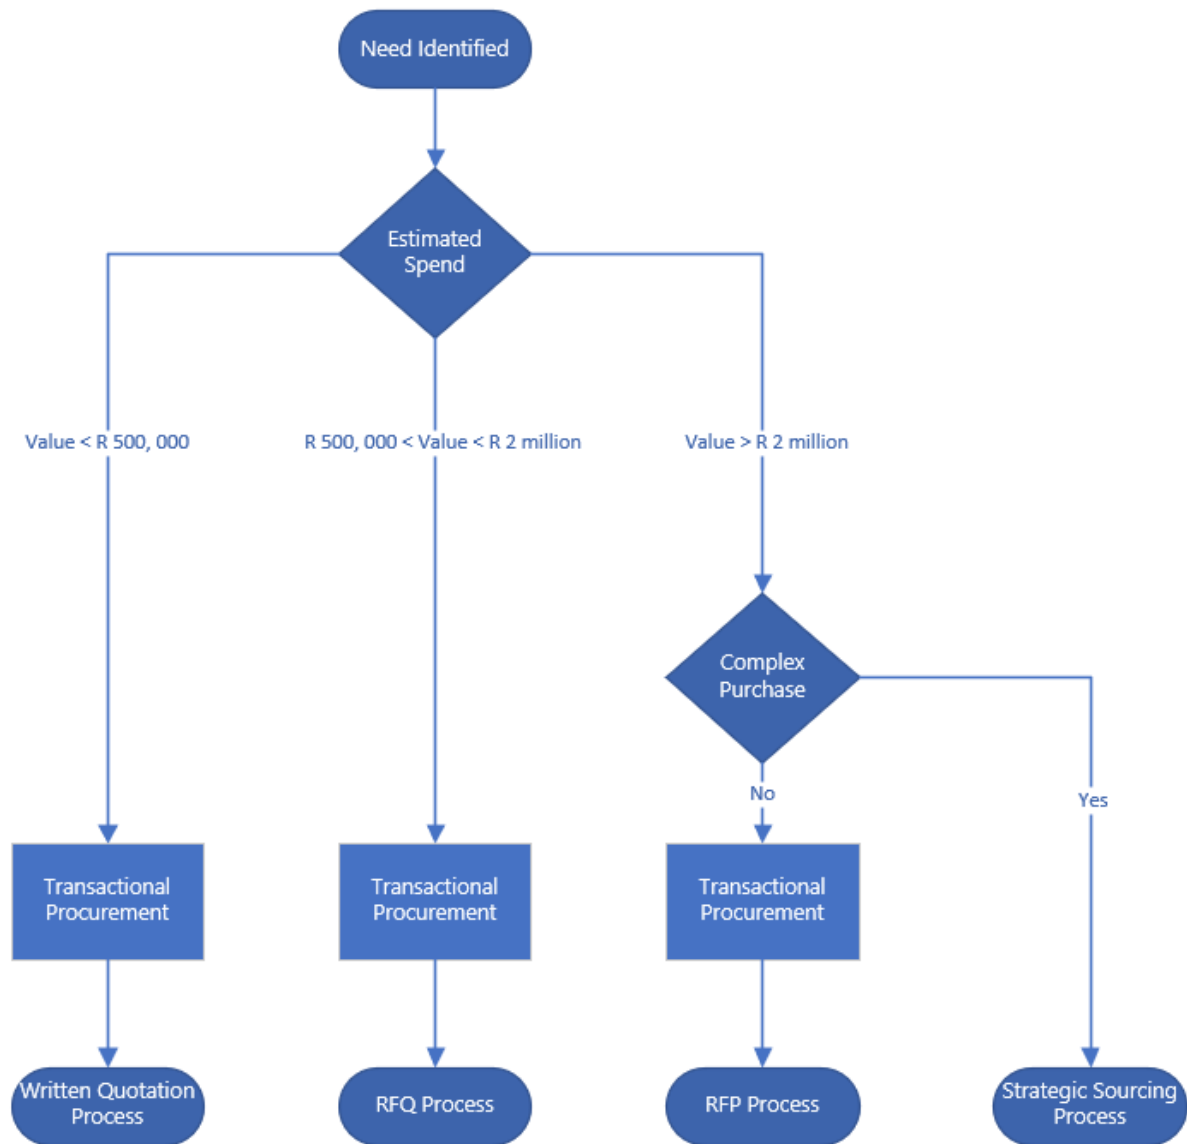 Need Identified
Estimated
Spend
Value < R 500, 000
R 500, 000 < Value < R 2 million
Value > R 2 million
Complex
Purchase
No
Yes
Transactional
Procurement
Transactional
Procurement
Transactional
Procurement
Written Quotation
Process
RFQ Process
RFP Process
Strategic Sourcing
Process